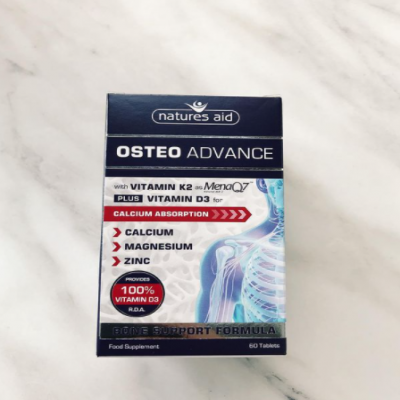 natures aid
OSTEO ADVANCE
with VITAMIN K2 as MenaQ7
PLUS VITAMIN D3 for
CALCIUM ABSORPTION
CALCIUM
MAGNESIUM
ZINC
PROVIDES
100%
VITAMIN D3
R.D.A.
BONE SUPPORT FORMULA
Food Supplement 60 Tablets